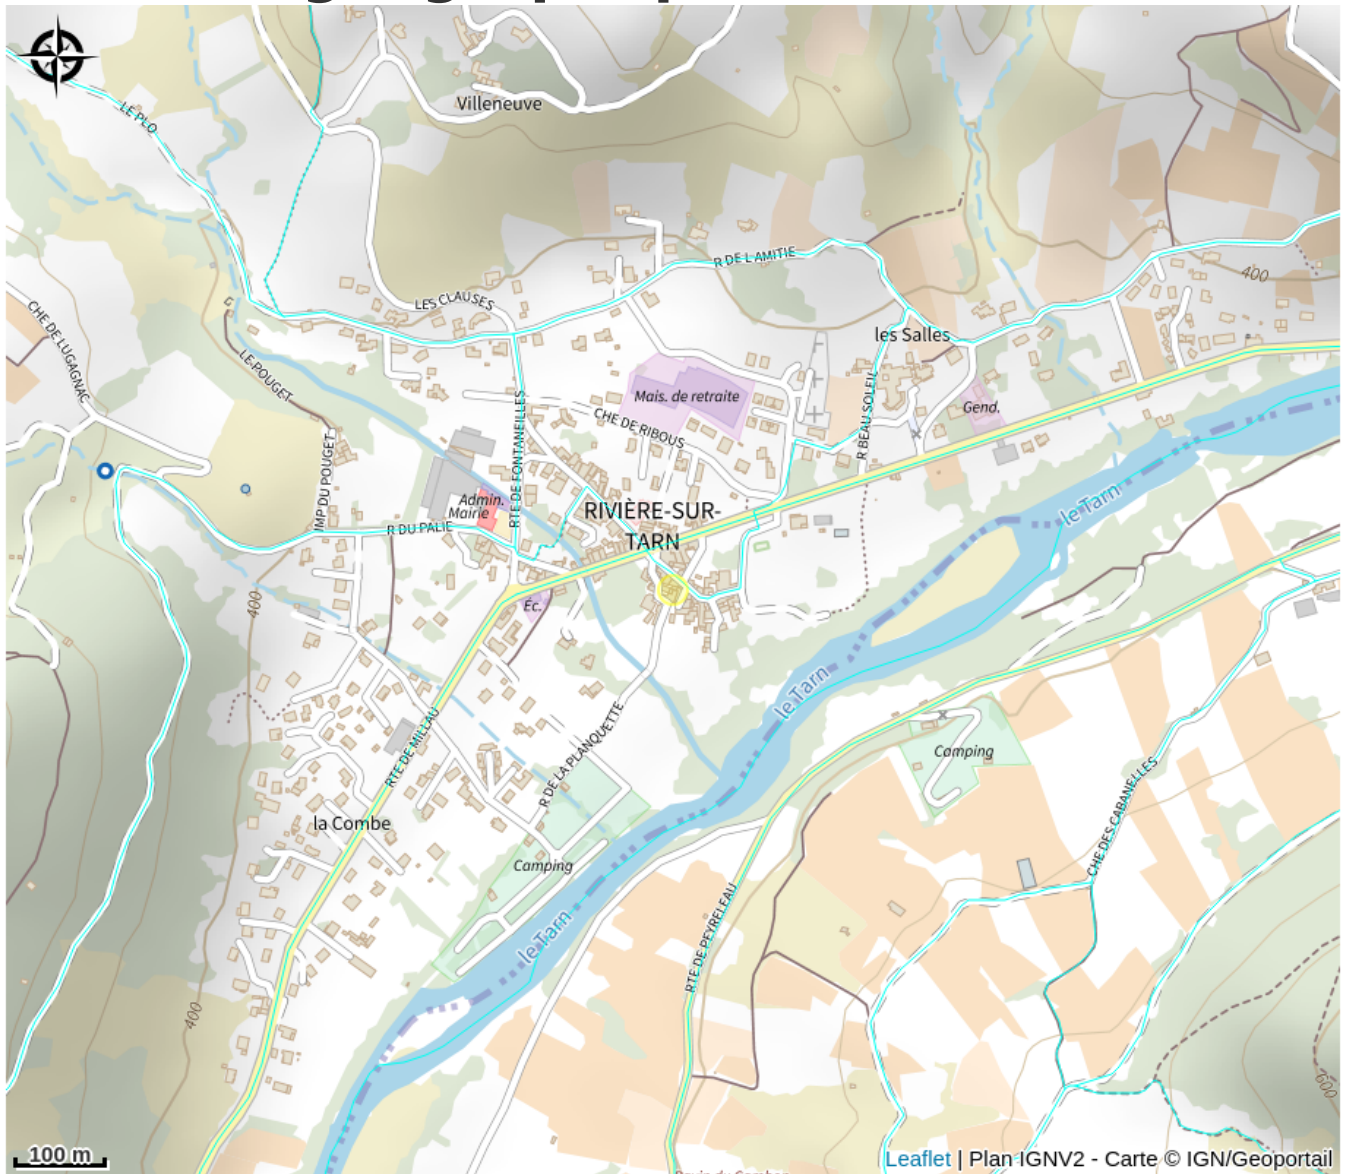 Villeneuve
LE PLO
R DE L'AMITIE
400
LES CLAUSES
CHE DE LUGAGNAC
les Salles
LE POUGET
Mais. de retraite
Gend.
CHE DE RIBOUS
R BEAU SOLEIL
RTE DE FONTANEILLES
IMP DU POUGET
Admin.
Mairie
RIVIÈRE-SUR-
TARN
le Tarn
R DU PALIE
400
Éc.
le Tarn
RTE DE MILLAU
R DE LA PLANQUETTE
Camping
CHE DES CABANELLES
la Combe
Camping
le Tarn
RTE DE PEYRELEAU
400
600
100 m
Leaflet | Plan IGNV2 - Carte © IGN/Geoportail